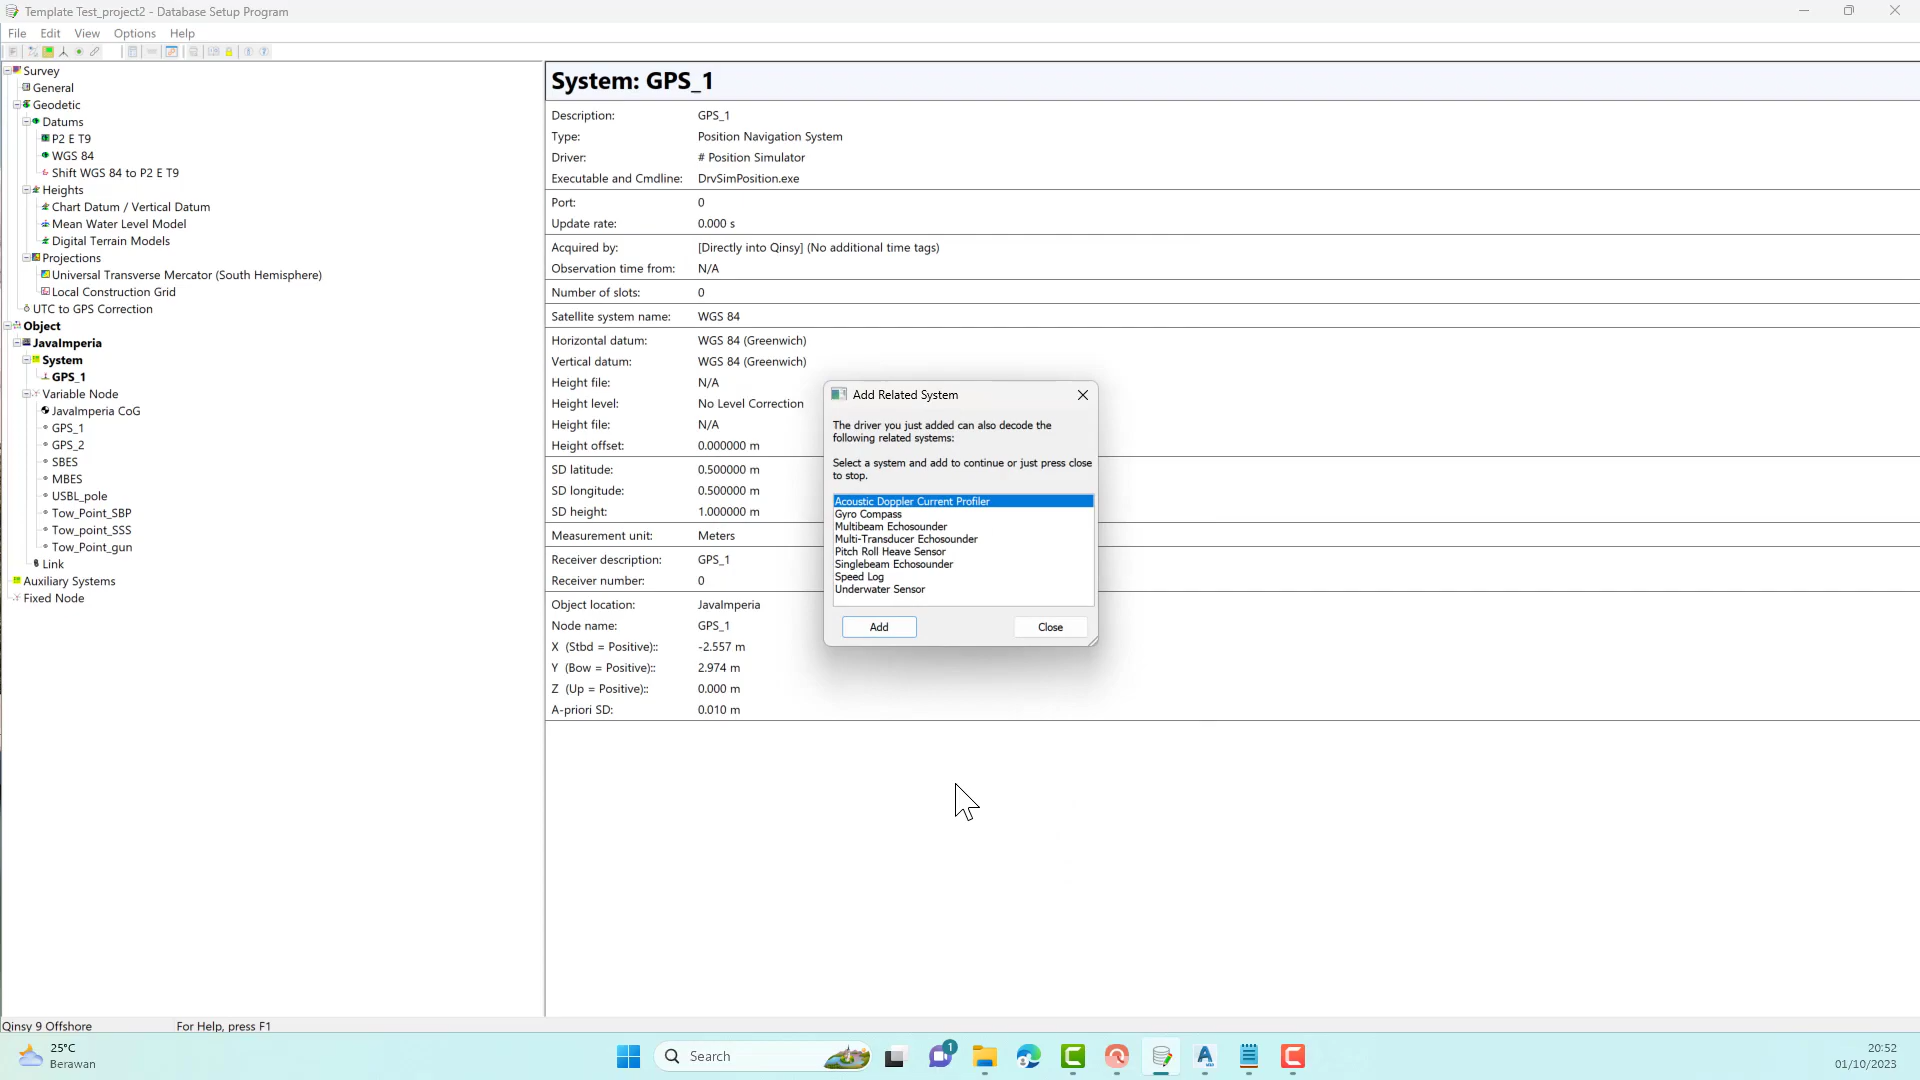 Template Test_project2 - Database Setup Program
File Edit View Options Help
Survey
General
Geodetic
Datums
P2 E T9
WGS 84
Shift WGS 84 to P2 E T9
Heights
Chart Datum / Vertical Datum
Mean Water Level Model
Digital Terrain Models
Projections
Universal Transverse Mercator (South Hemisphere)
Local Construction Grid
UTC to GPS Correction
Object
JavaImperia
System
GPS_1
Variable Node
JavaImperia CoG
GPS_1
GPS_2
SBES
MBES
USBL_pole
Tow_Point_SBP
Tow_point_SSS
Tow_Point_gun
Link
Auxiliary Systems
Fixed Node
System: GPS_1
Description: GPS_1
Type: Position Navigation System
Driver: # Position Simulator
Executable and Cmdline: DrvSimPosition.exe
Port: 0
Update rate: 0.000 s
Acquired by: [Directly into Qinsy] (No additional time tags)
Observation time from: N/A
Number of slots: 0
Satellite system name: WGS 84
Horizontal datum: WGS 84 (Greenwich)
Vertical datum: WGS 84 (Greenwich)
Height file: N/A
Height level: No Level Correction
Height file: N/A
Height offset: 0.000000 m
SD latitude: 0.500000 m
SD longitude: 0.500000 m
SD height: 1.000000 m
Measurement unit: Meters
Receiver description: GPS_1
Receiver number: 0
Object location: JavaImperia
Node name: GPS_1
X (Stbd = Positive):: -2.557 m
Y (Bow = Positive):: 2.974 m
Z (Up = Positive):: 0.000 m
A-priori SD: 0.010 m
Add Related System
The driver you just added can also decode the
following related systems:
Select a system and add to continue or just press close
to stop.
Acoustic Doppler Current Profiler
Gyro Compass
Multibeam Echosounder
Multi-Transducer Echosounder
Pitch Roll Heave Sensor
Singlebeam Echosounder
Speed Log
Underwater Sensor
Add Close
Qinsy 9 Offshore For Help, press F1
25°C
Berawan
Search
1
20:52
01/10/2023